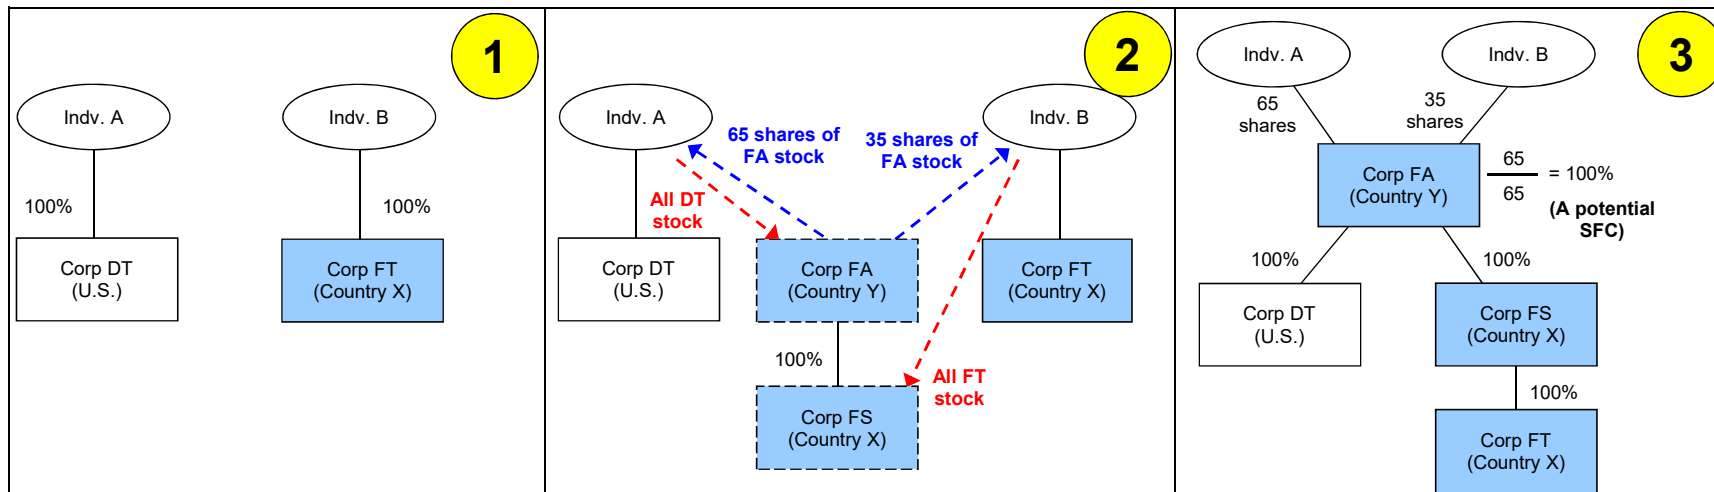 1
Indv. A
Indv. B
100%
100%
Corp DT
(U.S.)
Corp FT
(Country X)
2
Indv. A
Indv. B
65 shares of
FA stock
35 shares of
FA stock
All DT
stock
Corp DT
(U.S.)
Corp FA
(Country Y)
Corp FT
(Country X)
100%
All FT
stock
Corp FS
(Country X)
3
Indv. A
Indv. B
65
shares
35
shares
Corp FA
(Country Y)
65
65
= 100%
(A potential
SFC)
100%
100%
Corp DT
(U.S.)
Corp FS
(Country X)
100%
Corp FT
(Country X)